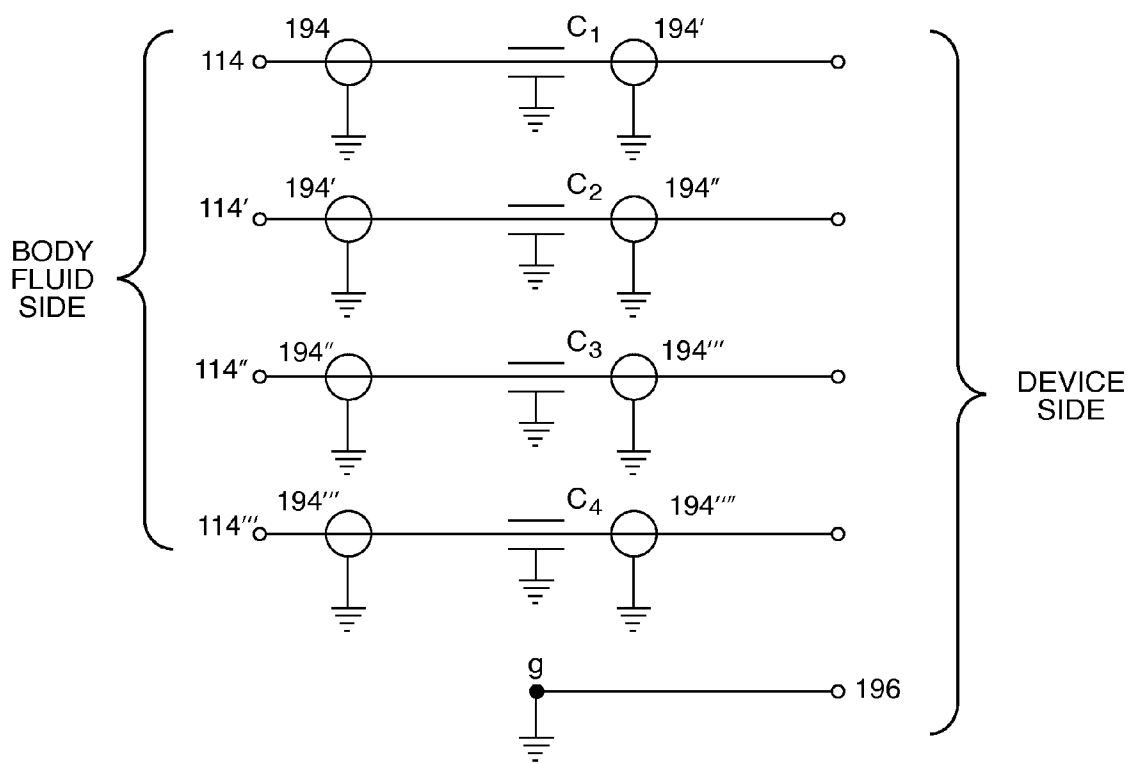 194 C1 194′
114
194′ C2 194″
114′
BODY
FLUID
SIDE
194″ C3 194‴
114″
DEVICE
SIDE
194‴ C4 194⁗
114‴
g
196